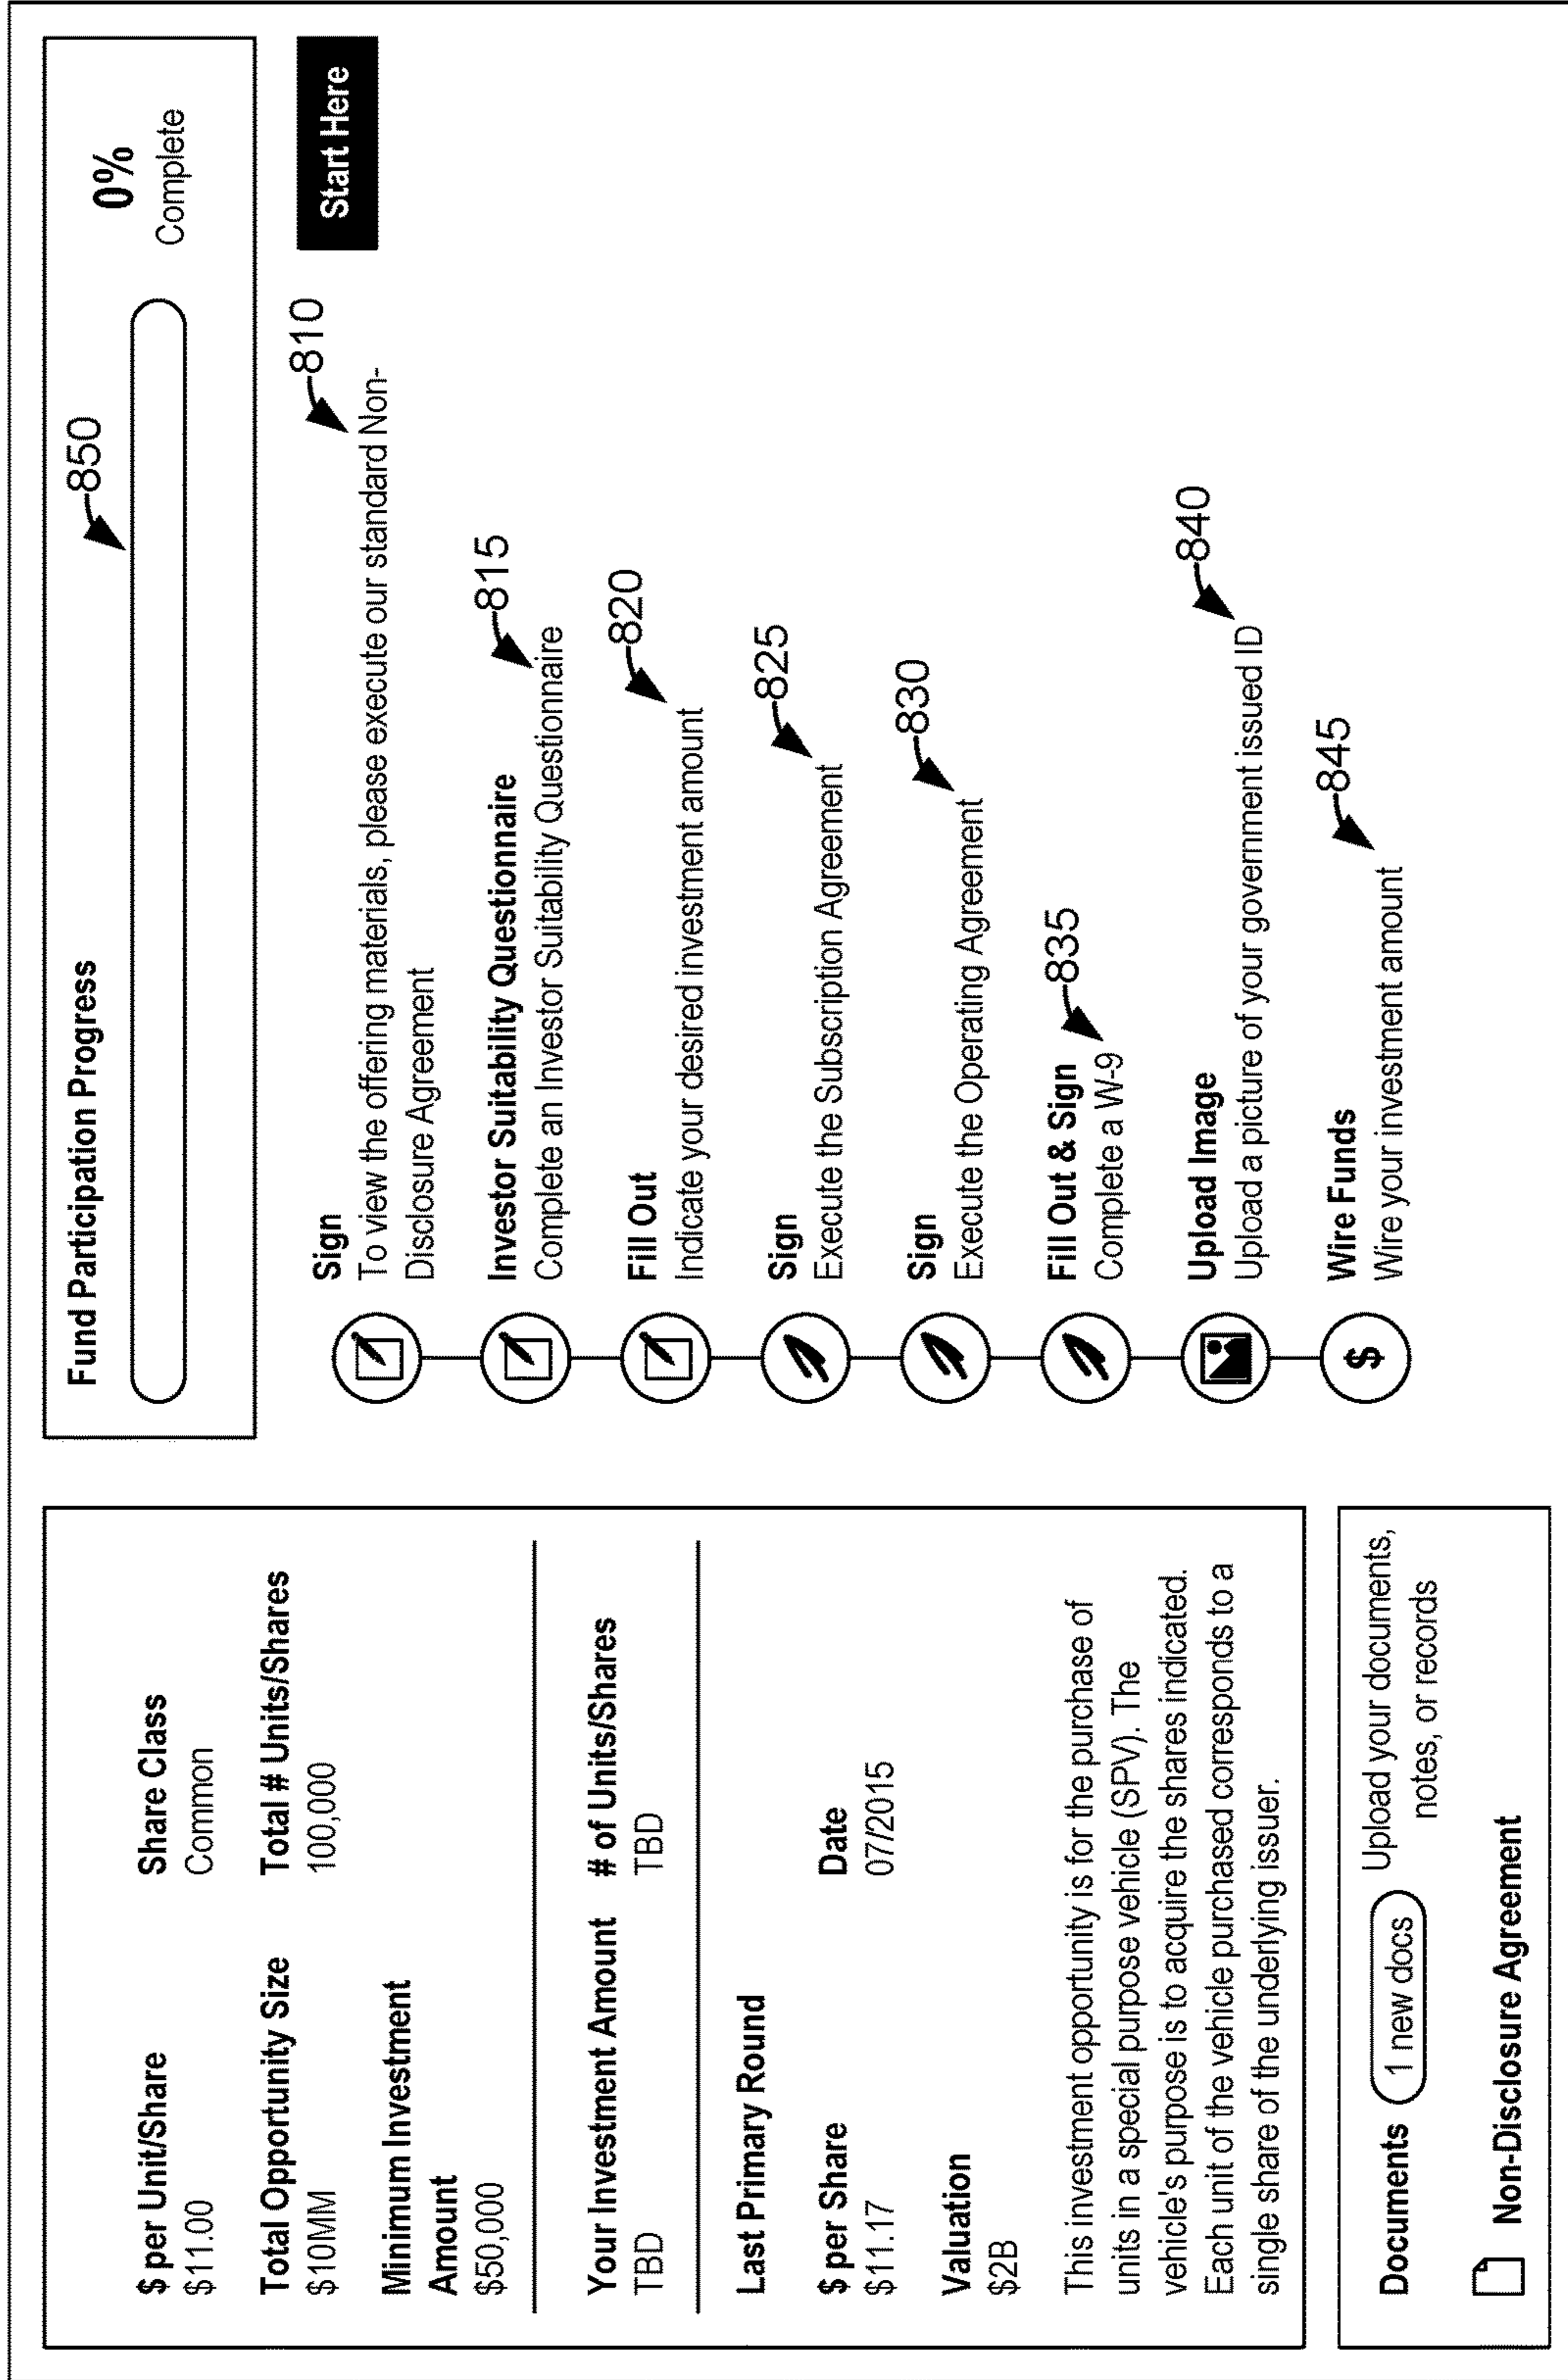 $ per Unit/Share
$11.00
Share Class
Common
Total Opportunity Size
$10MM
Total # Units/Shares
100,000
Minimum Investment
Amount
$50,000
Your Investment Amount
TBD
# of Units/Shares
TBD
Last Primary Round
$ per Share
$11.17
Date
07/2015
Valuation
$2B
This investment opportunity is for the purchase of
units in a special purpose vehicle (SPV). The
vehicle's purpose is to acquire the shares indicated.
Each unit of the vehicle purchased corresponds to a
single share of the underlying issuer.
Documents
1 new docs
Upload your documents,
notes, or records
Non-Disclosure Agreement
Fund Participation Progress
850
0%
Complete
Start Here
Sign
810
To view the offering materials, please execute our standard Non-
Disclosure Agreement
Investor Suitability Questionnaire
815
Complete an Investor Suitability Questionnaire
Fill Out
820
Indicate your desired investment amount
Sign
825
Execute the Subscription Agreement
Sign
830
Execute the Operating Agreement
Fill Out & Sign
835
Complete a W-9
Upload Image
840
Upload a picture of your government issued ID
Wire Funds
845
Wire your investment amount
$